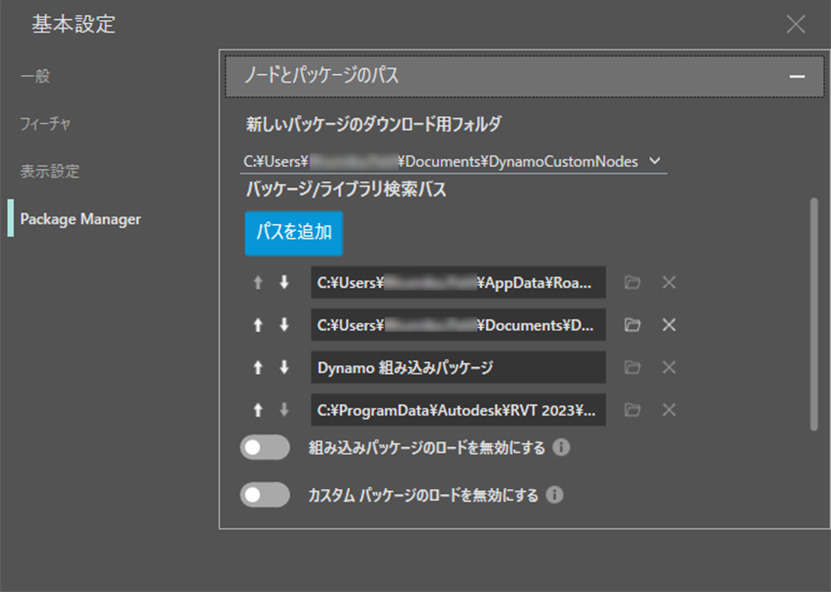 基本設定
一般
フィーチャ
表示設定
Package Manager
ノードとパッケージのパス
新しいパッケージのダウンロード用フォルダ
C:¥Users¥ ¥Documents¥DynamoCustomNodes
パッケージ/ライブラリ検索パス
パスを追加
C:¥Users¥ ¥AppData¥Roa...
C:¥Users¥ ¥Documents¥D...
Dynamo 組み込みパッケージ
C:¥ProgramData¥Autodesk¥RVT 2023¥...
組み込みパッケージのロードを無効にする
カスタム パッケージのロードを無効にする